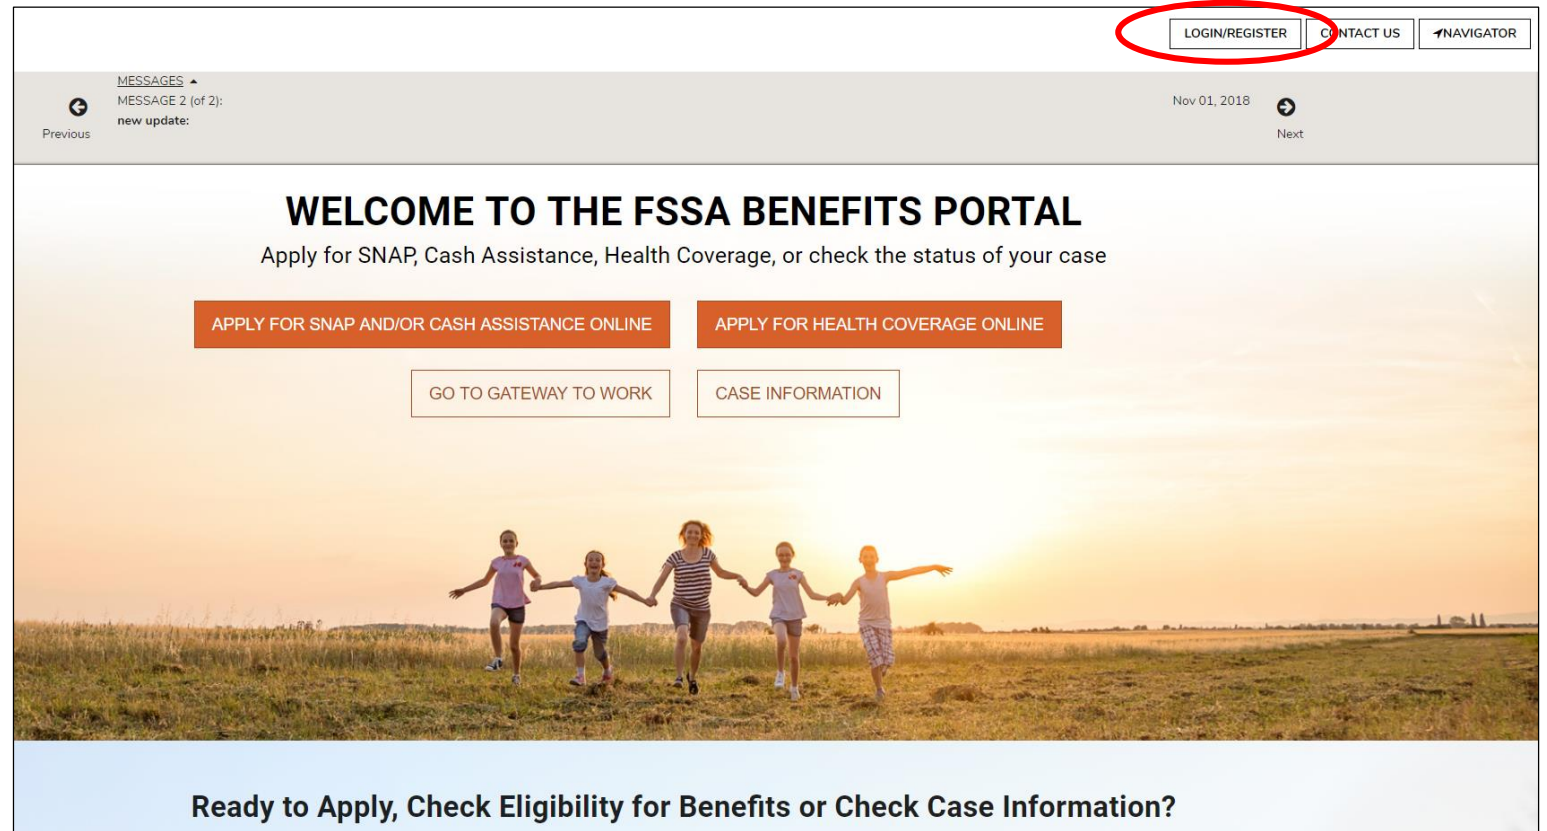 LOGIN/REGISTER CONTACT US NAVIGATOR
MESSAGES
MESSAGE 2 (of 2):
new update:
Nov 01, 2018
Previous
Next
WELCOME TO THE FSSA BENEFITS PORTAL
Apply for SNAP, Cash Assistance, Health Coverage, or check the status of your case
APPLY FOR SNAP AND/OR CASH ASSISTANCE ONLINE APPLY FOR HEALTH COVERAGE ONLINE
GO TO GATEWAY TO WORK CASE INFORMATION
Ready to Apply, Check Eligibility for Benefits or Check Case Information?